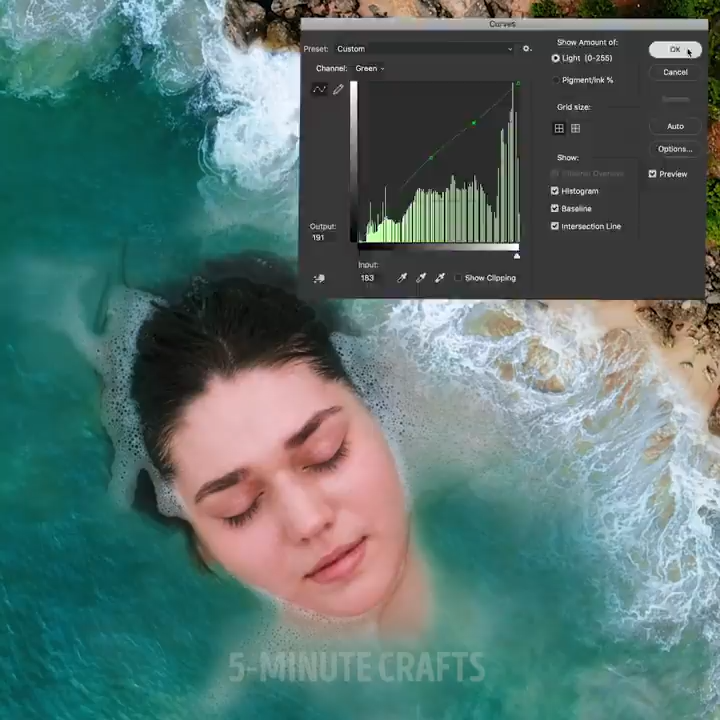 Curves
Preset: Custom
Channel: Green
Output:
191
Input:
183
Show Clipping
Show Amount of:
Light (0-255)
Pigment/Ink %
Grid size:
Show:
Histogram
Baseline
Intersection Line
OK
Cancel
Auto
Options...
Preview
5-MINUTE CRAFTS